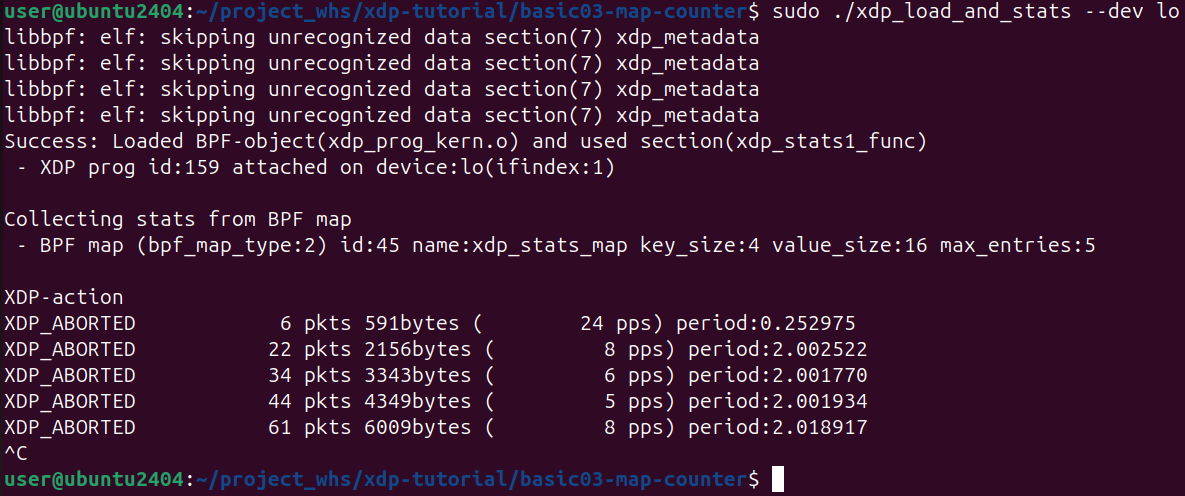 user@ubuntu2404:~/project_whs/xdp-tutorial/basic03-map-counter$ sudo ./xdp_load_and_stats --dev lo
libbpf: elf: skipping unrecognized data section(7) xdp_metadata
libbpf: elf: skipping unrecognized data section(7) xdp_metadata
libbpf: elf: skipping unrecognized data section(7) xdp_metadata
libbpf: elf: skipping unrecognized data section(7) xdp_metadata
Success: Loaded BPF-object(xdp_prog_kern.o) and used section(xdp_stats1_func)
 - XDP prog id:159 attached on device:lo(ifindex:1)

Collecting stats from BPF map
 - BPF map (bpf_map_type:2) id:45 name:xdp_stats_map key_size:4 value_size:16 max_entries:5

XDP-action
XDP_ABORTED            6 pkts 591bytes (        24 pps) period:0.252975
XDP_ABORTED           22 pkts 2156bytes (         8 pps) period:2.002522
XDP_ABORTED           34 pkts 3343bytes (         6 pps) period:2.001770
XDP_ABORTED           44 pkts 4349bytes (         5 pps) period:2.001934
XDP_ABORTED           61 pkts 6009bytes (         8 pps) period:2.018917
^C
user@ubuntu2404:~/project_whs/xdp-tutorial/basic03-map-counter$